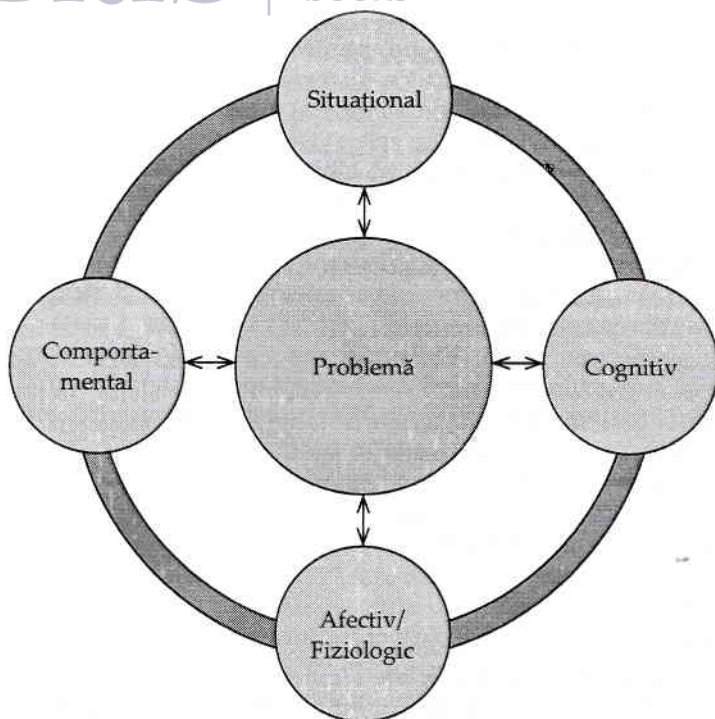 Situațional
Comporta-
mental
Problemă
Cognitiv
Afectiv/
Fiziologic